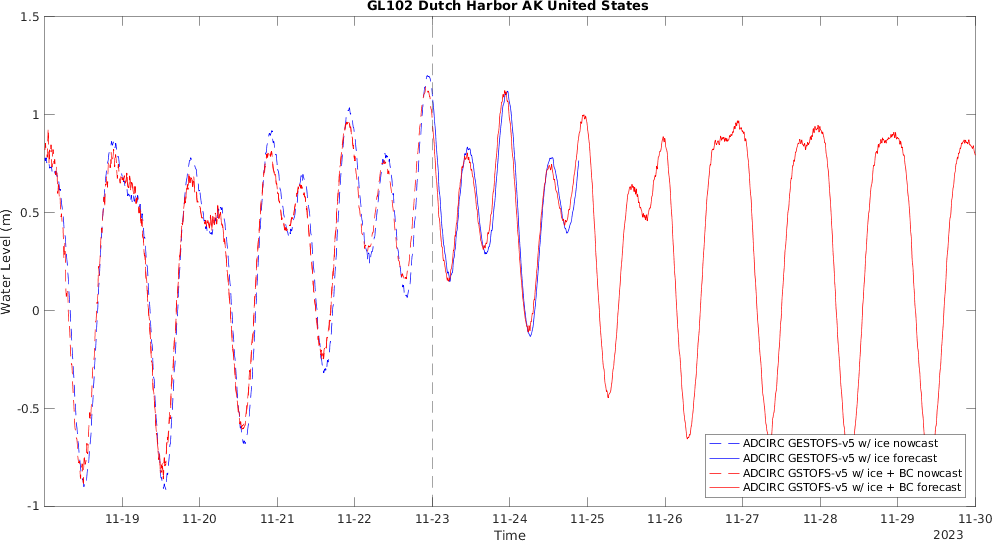 GL102 Dutch Harbor AK United States
1.5
1
0.5
0
-0.5
-1
Water Level (m)
ADCIRC GESTOFS-v5 w/ ice nowcast
ADCIRC GESTOFS-v5 w/ ice forecast
ADCIRC GSTOFS-v5 w/ ice + BC nowcast
ADCIRC GSTOFS-v5 w/ ice + BC forecast
11-19 11-20 11-21 11-22 11-23 11-24 11-25 11-26 11-27 11-28 11-29 11-30
Time
2023